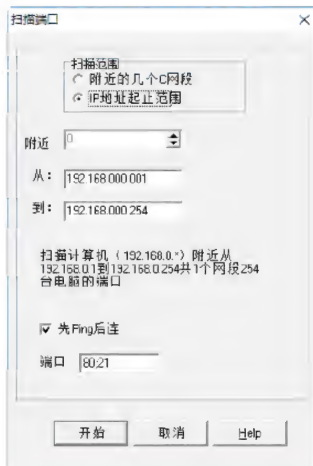 扫描端口
扫描范围
附近的几个C网段
IP地址起止范围
附近 0
从： 192.168.000.001
到： 192.168.000.254
扫描计算机（192.168.0.*）附近从
192.168.0.1到192.168.0.254共1个网段254
台电脑的端口
先Ping后连
端口 80;21
开始 取消 Help